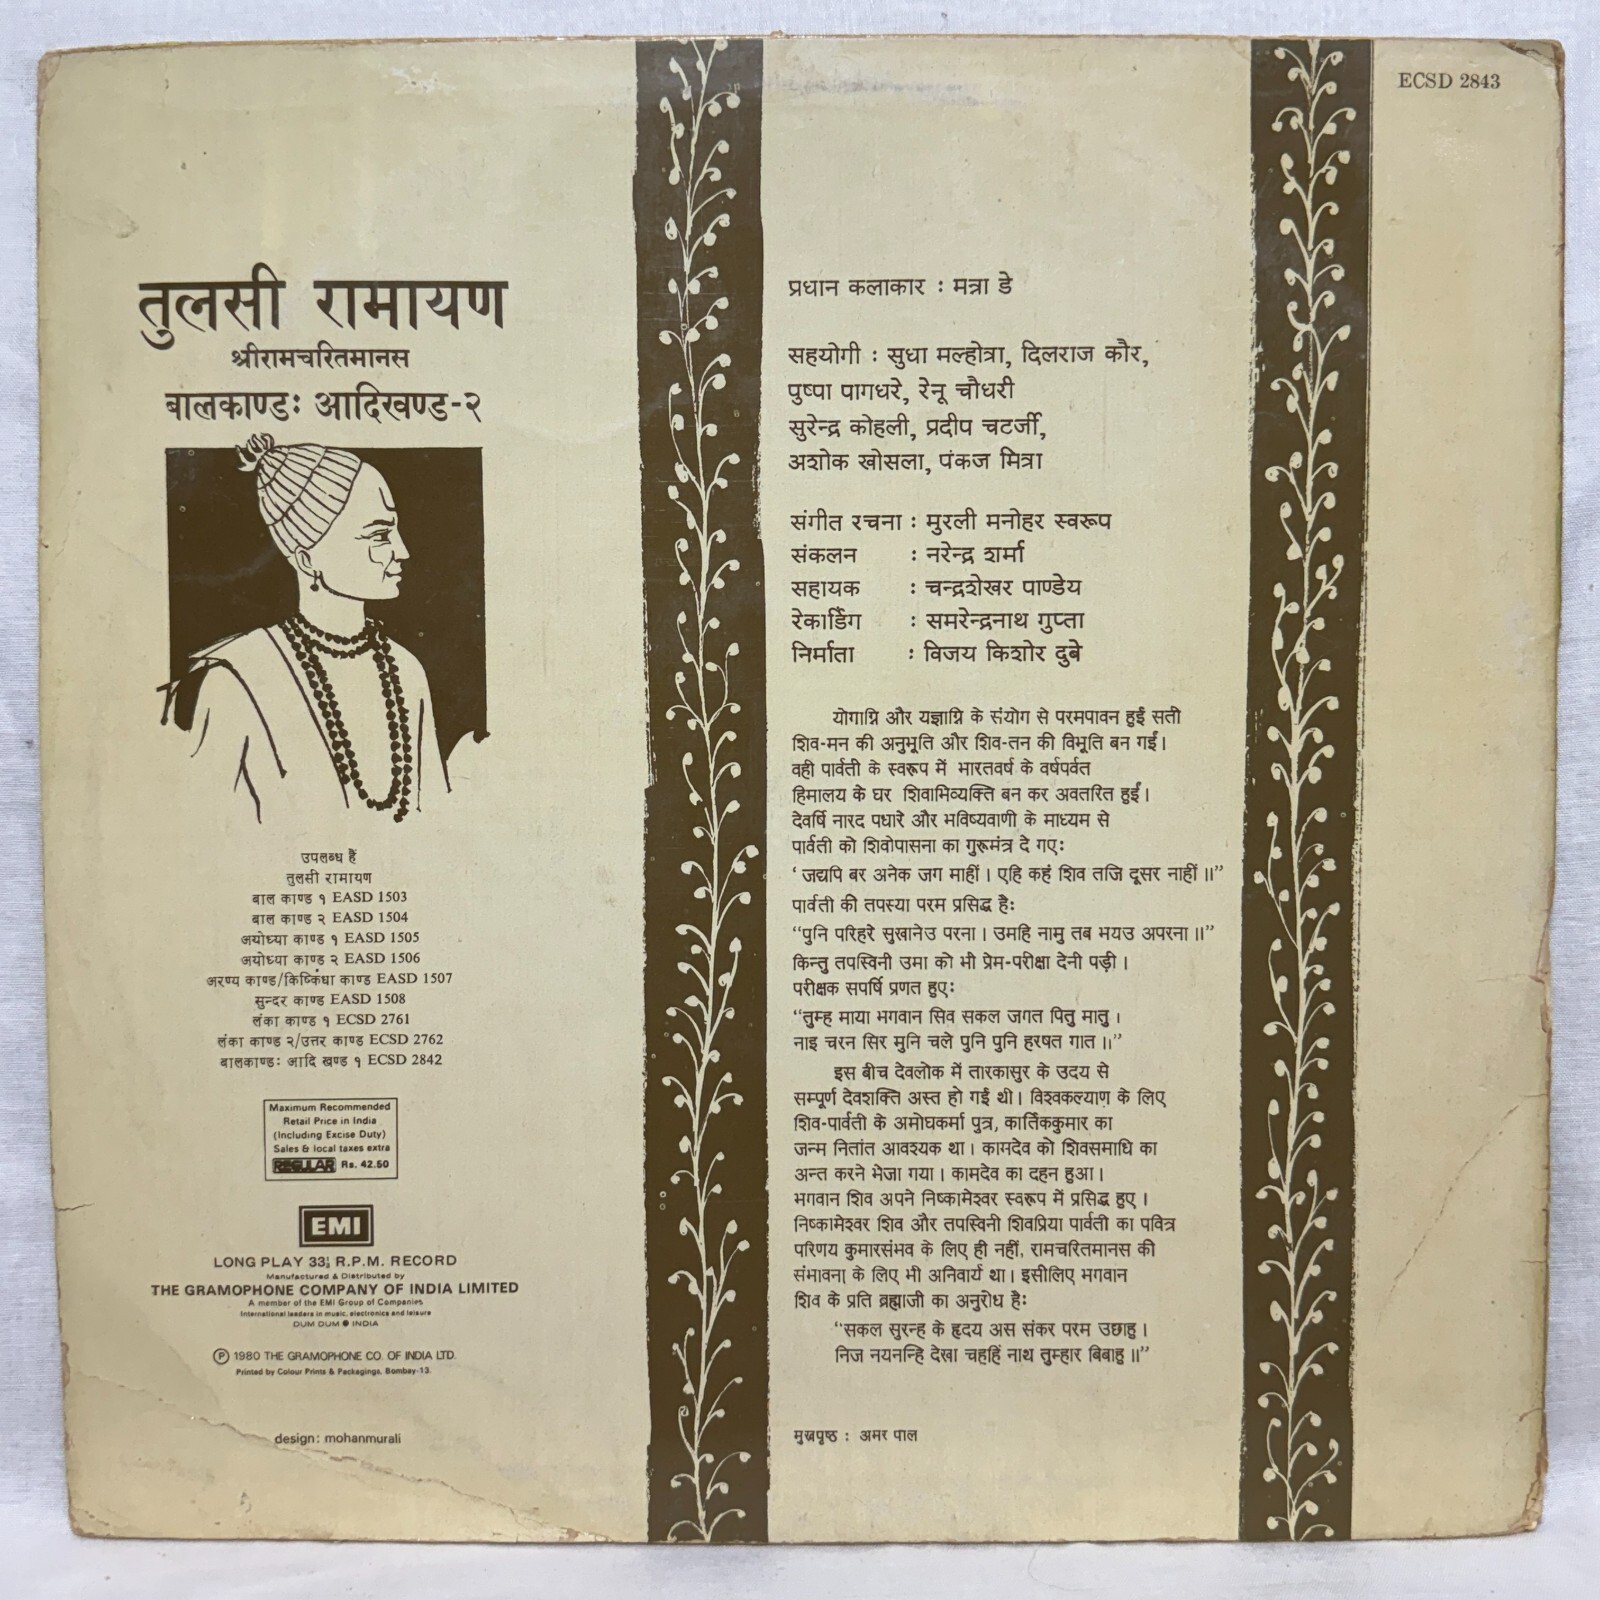 ECSD 2843
तुलसी रामायण
श्रीरामचरितमानस
बालकाण्डः आदिखण्ड-२
उपलब्ध हैं
तुलसी रामायण
बाल काण्ड १ EASD 1503
बाल काण्ड २ EASD 1504
अयोध्या काण्ड १ EASD 1505
अयोध्या काण्ड २ EASD 1506
अरण्य काण्ड/किष्किंधा काण्ड EASD 1507
सुन्दर काण्ड EASD 1508
लंका काण्ड १ ECSD 2761
लंका काण्ड २/उत्तर काण्ड ECSD 2762
बालकाण्डः आदि खण्ड १ ECSD 2842
Maximum Recommended
Retail Price in India
(Including Excise Duty)
Sales & local taxes extra
REGULAR Rs. 42.50
EMI
LONG PLAY 33⅓ R.P.M. RECORD
Manufactured & Distributed by
THE GRAMOPHONE COMPANY OF INDIA LIMITED
A member of the EMI Group of Companies
International leaders in music, electronics and leisure
DUM DUM ● INDIA
Ⓟ 1980 THE GRAMOPHONE CO. OF INDIA LTD.
Printed by Colour Prints & Packagings, Bombay-13.
design: mohanmurali
प्रधान कलाकार : मन्ना डे
सहयोगी : सुधा मल्होत्रा, दिलराज कौर,
पुष्पा पागधरे, रेनू चौधरी
सुरेन्द्र कोहली, प्रदीप चटर्जी,
अशोक खोसला, पंकज मित्रा
संगीत रचना : मुरली मनोहर स्वरूप
संकलन : नरेन्द्र शर्मा
सहायक : चन्द्रशेखर पाण्डेय
रेकार्डिंग : समरेन्द्रनाथ गुप्ता
निर्माता : विजय किशोर दुबे
योगाग्नि और यज्ञाग्नि के संयोग से परमपावन हुईं सती
शिव-मन की अनुभूति और शिव-तन की विभूति बन गईं।
वही पार्वती के स्वरूप में भारतवर्ष के वर्षपर्वत
हिमालय के घर शिवाभिव्यक्ति बन कर अवतरित हुईं।
देवर्षि नारद पधारे और भविष्यवाणी के माध्यम से
पार्वती को शिवोपासना का गुरूमंत्र दे गए:
‘जद्यपि बर अनेक जग माहीं। एहि कहं शिव तजि दूसर नाहीं॥”
पार्वती की तपस्या परम प्रसिद्ध है:
“पुनि परिहरे सुखानेउ परना। उमहि नामु तब भयउ अपरना॥”
किन्तु तपस्विनी उमा को भी प्रेम-परीक्षा देनी पड़ी।
परीक्षक सपर्षि प्रणत हुए:
“तुम्ह माया भगवान सिव सकल जगत पितु मातु।
नाइ चरन सिर मुनि चले पुनि पुनि हरषत गात॥”
इस बीच देवलोक में तारकासुर के उदय से
सम्पूर्ण देवशक्ति अस्त हो गई थी। विश्वकल्याण के लिए
शिव-पार्वती के अमोघकर्मा पुत्र, कार्तिककुमार का
जन्म नितांत आवश्यक था। कामदेव को शिवसमाधि का
अन्त करने भेजा गया। कामदेव का दहन हुआ।
भगवान शिव अपने निष्कामेश्वर स्वरूप में प्रसिद्ध हुए।
निष्कामेश्वर शिव और तपस्विनी शिवप्रिया पार्वती का पवित्र
परिणय कुमारसंभव के लिए ही नहीं, रामचरितमानस की
संभावना के लिए भी अनिवार्य था। इसीलिए भगवान
शिव के प्रति ब्रह्माजी का अनुरोध है:
“सकल सुरन्ह के हृदय अस संकर परम उछाहु।
निज नयनन्हि देखा चहहिं नाथ तुम्हार बिबाहु॥”
मुखपृष्ठ : अमर पाल